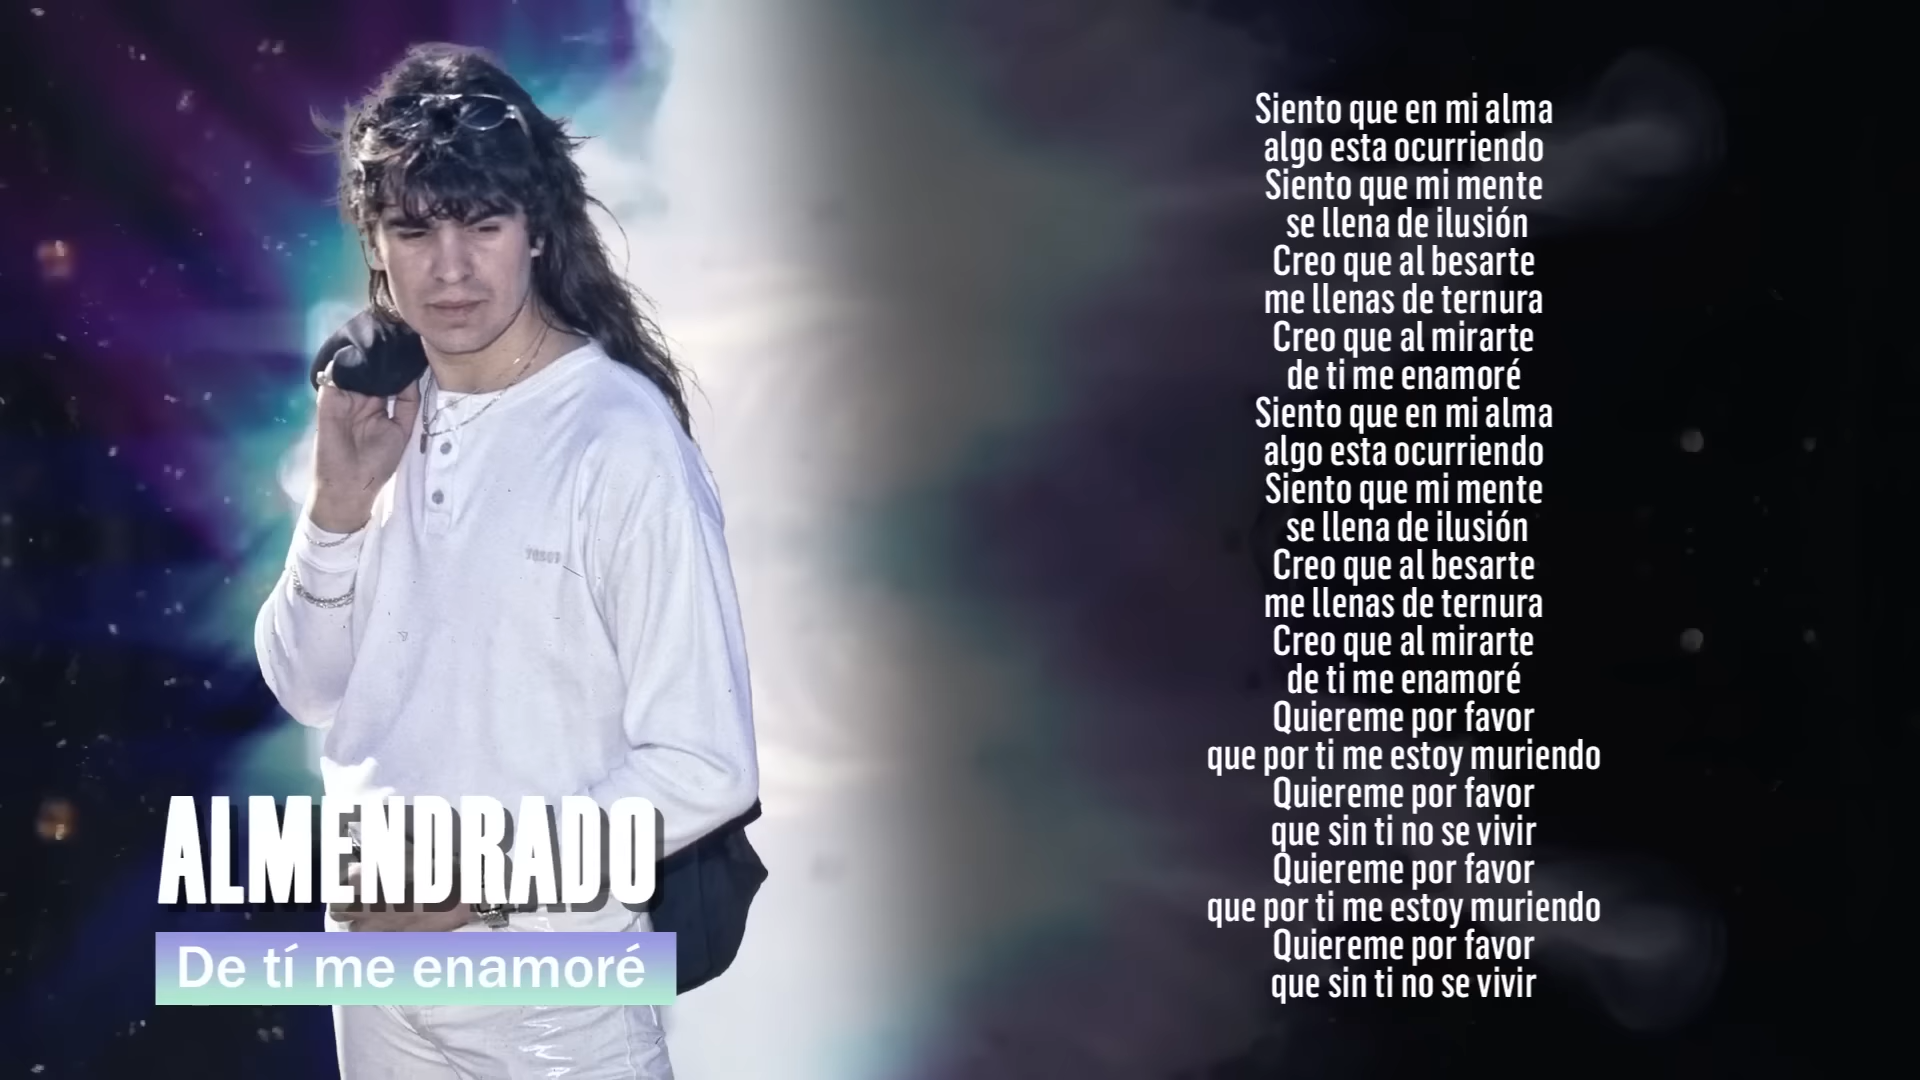 ALMENDRADO
De tí me enamoré
Siento que en mi alma
algo esta ocurriendo
Siento que mi mente
se llena de ilusión
Creo que al besarte
me llenas de ternura
Creo que al mirarte
de ti me enamoré
Siento que en mi alma
algo esta ocurriendo
Siento que mi mente
se llena de ilusión
Creo que al besarte
me llenas de ternura
Creo que al mirarte
de ti me enamoré
Quiereme por favor
que por ti me estoy muriendo
Quiereme por favor
que sin ti no se vivir
Quiereme por favor
que por ti me estoy muriendo
Quiereme por favor
que sin ti no se vivir